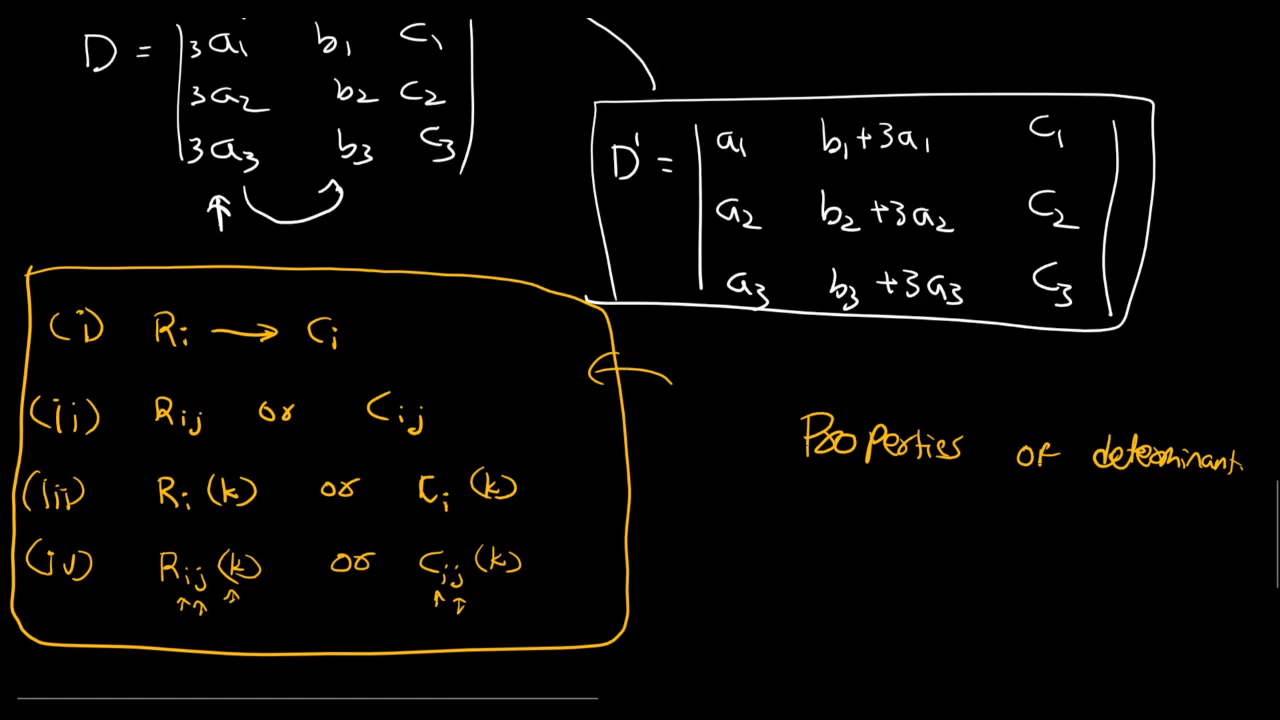 D = | 3a₁ b₁ c₁ |
| 3a₂ b₂ c₂ |
| 3a₃ b₃ c₃ |
D' = | a₁ b₁+3a₁ c₁ |
| a₂ b₂+3a₂ c₂ |
| a₃ b₃+3a₃ c₃ |
(i) Rᵢ → Cᵢ
(ii) Rᵢⱼ or Cᵢⱼ
(iii) Rᵢ (k) or Cᵢ (k)
(iv) Rᵢⱼ (k) or Cᵢⱼ (k)
Properties of determinant.